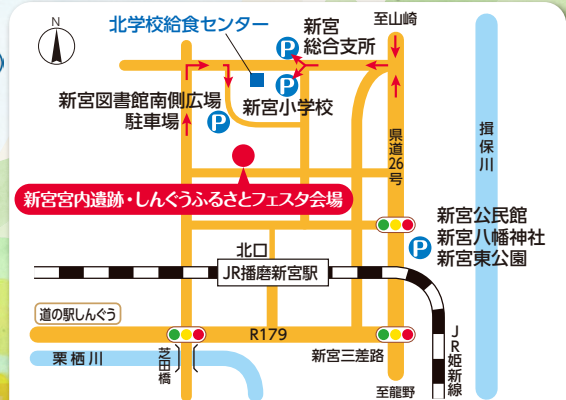 N
北学校給食センター
P
新宮
総合支所
至山崎
P
新宮図書館南側広場
駐車場
P
新宮小学校
県道26号
揖保川
新宮宮内遺跡・しんぐうふるさとフェスタ会場
新宮公民館
新宮八幡神社
新宮東公園
P
北口
JR播磨新宮駅
道の駅しんぐう
R179
栗栖川
芝田橋
新宮三差路
JR姫新線
至龍野